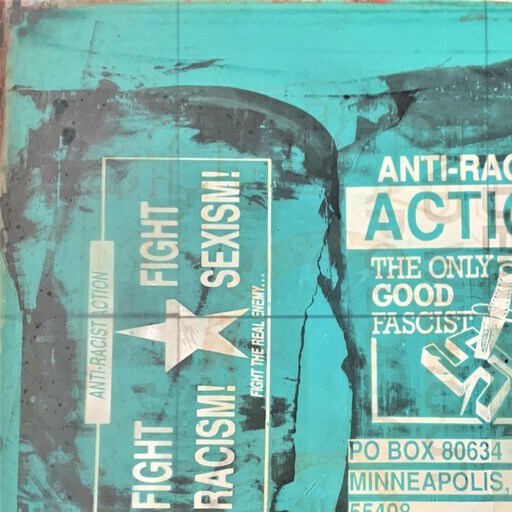 ANTI-RACIST ACTION
FIGHT RACISM!
FIGHT SEXISM!
FIGHT THE REAL ENEMY...
ANTI-RAC
ACTIO
THE ONLY
GOOD
FASCIST
PO BOX 80634
MINNEAPOLIS,
55408